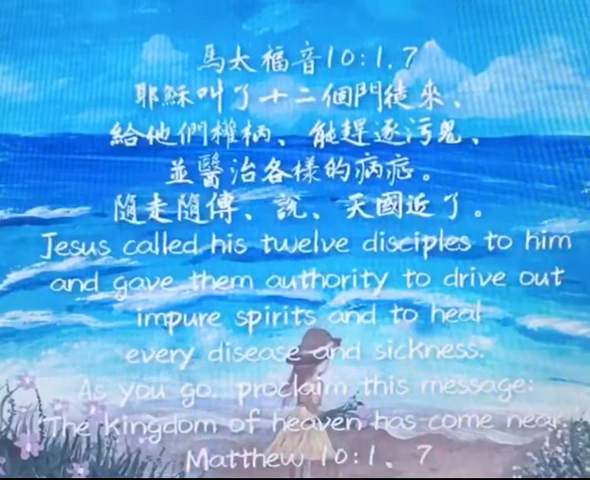 馬太福音10:1.7
耶穌叫了十二個門徒來、
給他們權柄、能趕逐污鬼、
並醫治各樣的病症。
隨走隨傳、說、天國近了。
Jesus called his twelve disciples to him
and gave them authority to drive out
impure spirits and to heal
every disease and sickness.
As you go, proclaim this message:
The kingdom of heaven has come near.
Matthew 10:1、7